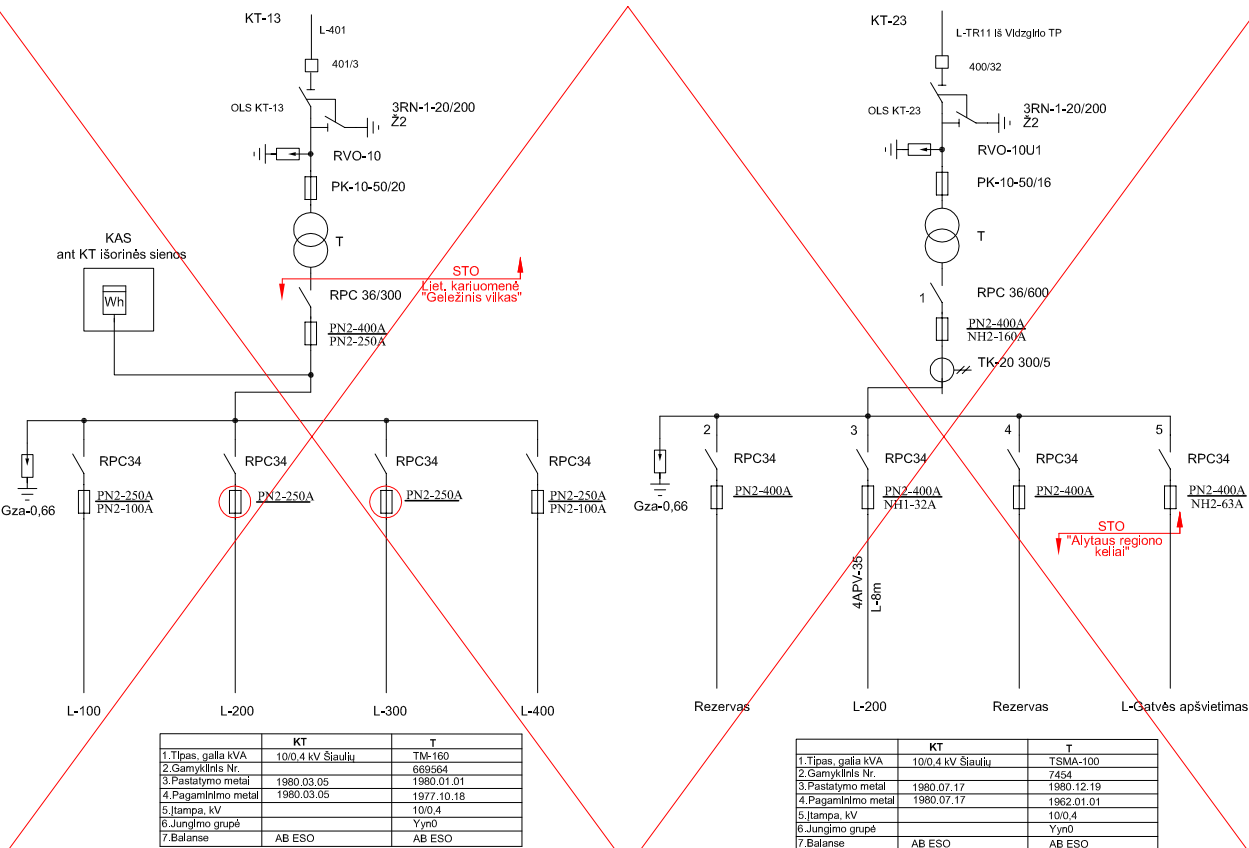 KT-13
L-401
401/3
OLS KT-13
3RN-1-20/200
Ž2
RVO-10
PK-10-50/20
T
KAS
ant KT išorinės sienos
Wh
STO
Liet. kariuomenė
"Geležinis vilkas"
RPC 36/300
PN2-400A
PN2-250A
RPC34
RPC34
RPC34
RPC34
PN2-250A
PN2-100A
PN2-250A
PN2-250A
PN2-250A
PN2-100A
Gza-0,66
L-100
L-200
L-300
L-400
KT
T
1.Tipas, galia kVA
10/0,4 kV Šiaulių
TM-160
2.Gamyklinis Nr.
669564
3.Pastatymo metai
1980.03.05
1980.01.01
4.Pagaminimo metai
1980.03.05
1977.10.18
5.Įtampa, kV
10/0,4
6.Jungimo grupė
Yyn0
7.Balanse
AB ESO
AB ESO
KT-23
L-TR11 iš Vidzgirio TP
400/32
OLS KT-23
3RN-1-20/200
Ž2
RVO-10U1
PK-10-50/16
T
1
RPC 36/600
PN2-400A
NH2-160A
TK-20 300/5
2
3
4
5
RPC34
RPC34
RPC34
RPC34
PN2-400A
PN2-400A
NH1-32A
PN2-400A
PN2-400A
NH2-63A
Gza-0,66
STO
"Alytaus regiono
keliai"
4APV-35
L-8m
Rezervas
L-200
Rezervas
L-Gatvės apšvietimas
KT
T
1.Tipas, galia kVA
10/0,4 kV Šiaulių
TSMA-100
2.Gamyklinis Nr.
7454
3.Pastatymo metai
1980.07.17
1980.12.19
4.Pagaminimo metai
1980.07.17
1962.01.01
5.Įtampa, kV
10/0,4
6.Jungimo grupė
Yyn0
7.Balanse
AB ESO
AB ESO